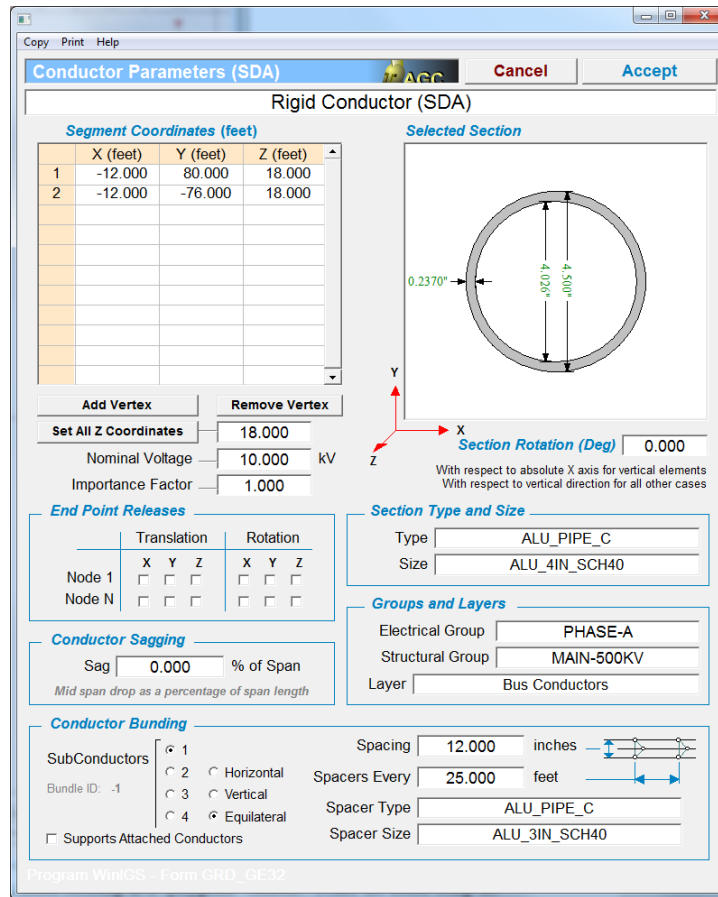 Copy Print Help
Conductor Parameters (SDA)
AGC
Cancel
Accept
Rigid Conductor (SDA)
Segment Coordinates (feet)
X (feet) Y (feet) Z (feet)
1 -12.000 80.000 18.000
2 -12.000 -76.000 18.000
Add Vertex Remove Vertex
Set All Z Coordinates 18.000
Nominal Voltage 10.000 kV
Importance Factor 1.000
Selected Section
0.2370"
4.026"
4.500"
Y
X
Z
Section Rotation (Deg) 0.000
With respect to absolute X axis for vertical elements
With respect to vertical direction for all other cases
End Point Releases
Translation Rotation
X Y Z X Y Z
Node 1
Node N
Section Type and Size
Type ALU_PIPE_C
Size ALU_4IN_SCH40
Conductor Sagging
Sag 0.000 % of Span
Mid span drop as a percentage of span length
Groups and Layers
Electrical Group PHASE-A
Structural Group MAIN-500KV
Layer Bus Conductors
Conductor Bunding
SubConductors
Bundle ID: -1
1
2 Horizontal
3 Vertical
4 Equilateral
Supports Attached Conductors
Spacing 12.000 inches
Spacers Every 25.000 feet
Spacer Type ALU_PIPE_C
Spacer Size ALU_3IN_SCH40
Program WinIGS - Form GRD_GE32